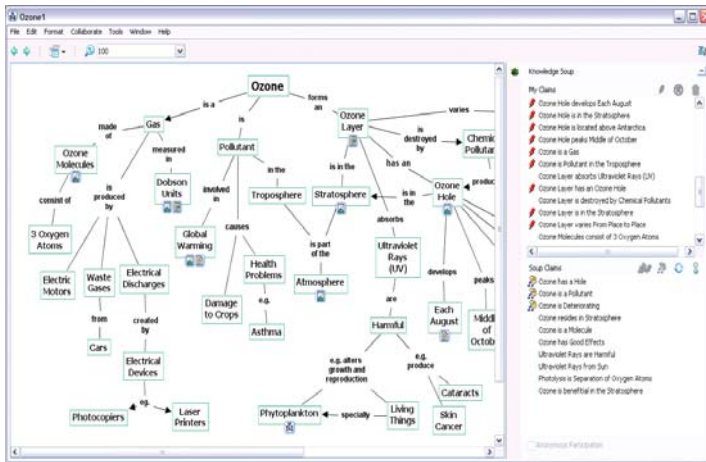 Ozone1
File Edit Format Collaborate Tools Window Help
100
Ozone
is a
is
forms
an
Gas
Pollutant
Ozone
Layer
varies
made
of
measured
in
is
produced
by
Ozone
Molecules
Dobson
Units
consist of
3 Oxygen
Atoms
Electric
Motors
Waste
Gases
Electrical
Discharges
from
Cars
created
by
Electrical
Devices
eg.
Photocopiers
Laser
Printers
involved
in
Global
Warming
causes
Damage
to Crops
Health
Problems
e.g.
Asthma
in the
Troposphere
is in the
Stratosphere
is part
of the
Atmosphere
is
destroyed
by
Chemic
Pollutan
produc
has an
is in
the
Ozone
Hole
absorbs
Ultraviolet
Rays
(UV)
are
Harmful
e.g. alters
growth and
reproduction
e.g.
produce
Phytoplankton
specially
Living
Things
Cataracts
Skin
Cancer
develops
Each
August
peaks
Middl
of
Octob
Knowledge Soup
My Claims
Ozone Hole develops Each August
Ozone Hole is in the Stratosphere
Ozone Hole is located above Antarctica
Ozone Hole peaks Middle of October
Ozone is a Gas
Ozone is Pollutant in the Troposphere
Ozone Layer absorbs Ultraviolet Rays (UV)
Ozone Layer has an Ozone Hole
Ozone Layer is destroyed by Chemical Pollutants
Ozone Layer is in the Stratosphere
Ozone Layer varies From Place to Place
Ozone Molecules consist of 3 Oxygen Atoms
Soup Claims
Ozone has a Hole
Ozone is a Pollutant
Ozone is Deteriorating
Ozone resides in Stratosphere
Ozone is a Molecule
Ozone has Good Effects
Ultraviolet Rays are Harmful
Ultraviolet Rays from Sun
Photolysis is Separation of Oxygen Atoms
Ozone is benefitial in the Stratosphere
Anonymous Participation